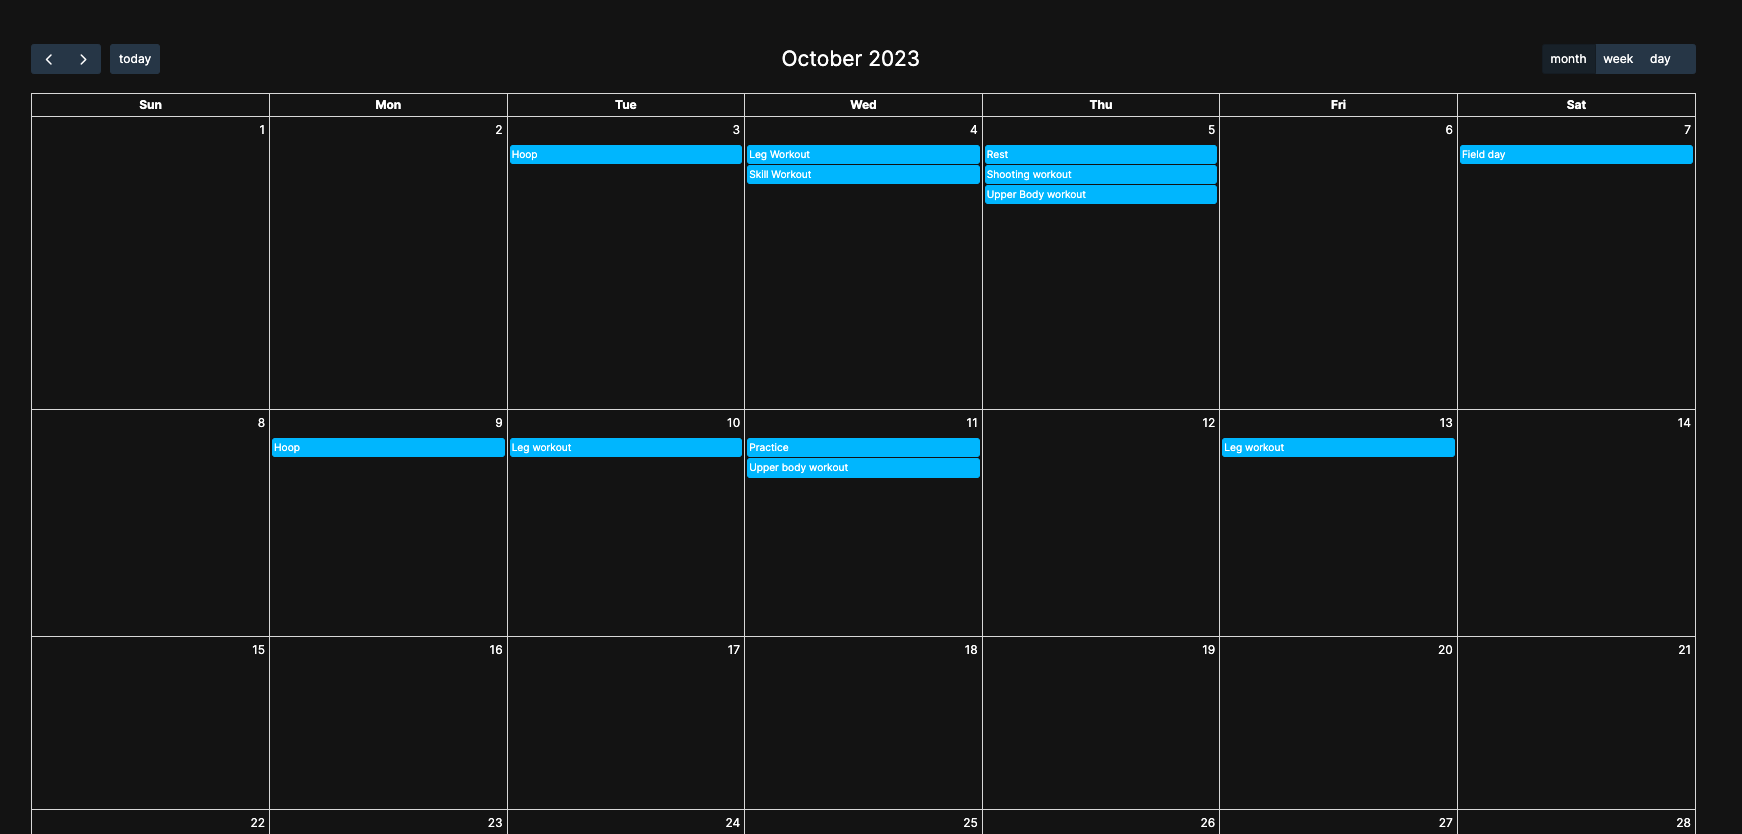 today
October 2023
month week day
Sun Mon Tue Wed Thu Fri Sat
1 2 3 4 5 6 7
Hoop Leg Workout Rest Field day
Skill Workout Shooting workout
Upper Body workout
8 9 10 11 12 13 14
Hoop Leg workout Practice Leg workout
Upper body workout
15 16 17 18 19 20 21
22 23 24 25 26 27 28